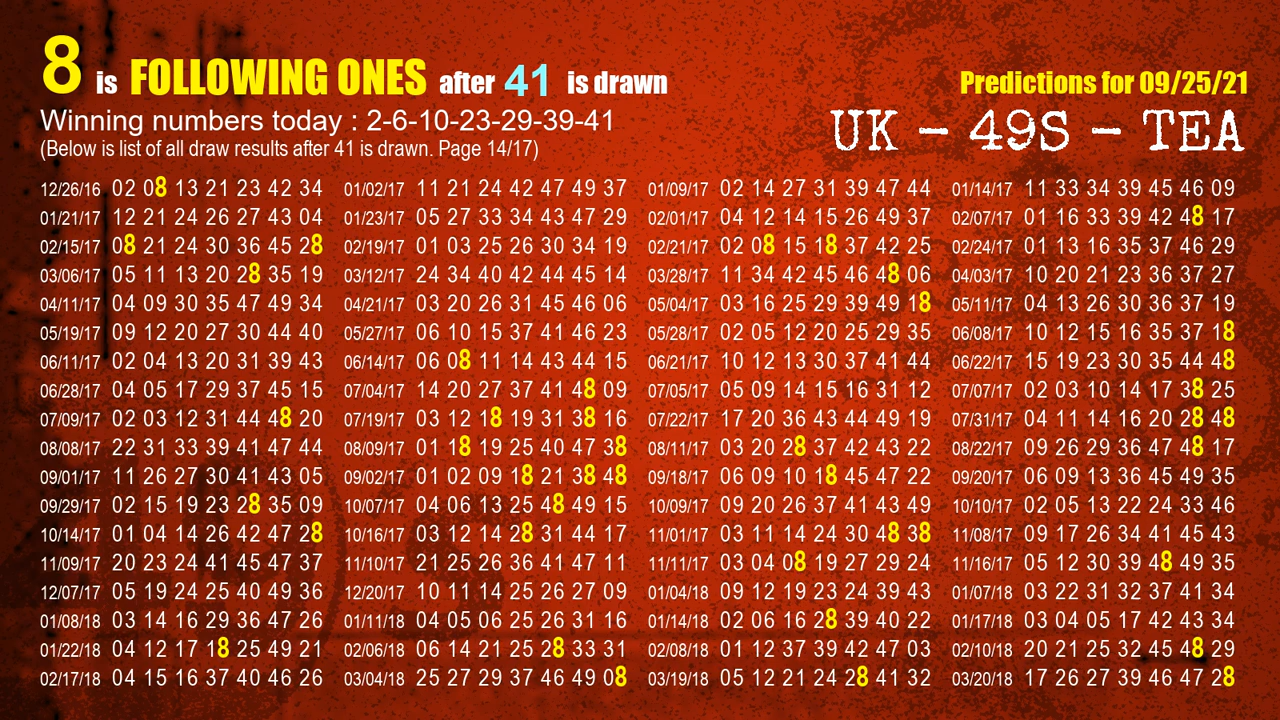 8 is FOLLOWING ONES after 41 is drawn
Predictions for 09/25/21
Winning numbers today : 2-6-10-23-29-39-41
UK - 49S - TEA
(Below is list of all draw results after 41 is drawn. Page 14/17)
12/26/16 02 08 13 21 23 42 34 01/02/17 11 21 24 42 47 49 37 01/09/17 02 14 27 31 39 47 44 01/14/17 11 33 34 39 45 46 09
01/21/17 12 21 24 26 27 43 04 01/23/17 05 27 33 34 43 47 29 02/01/17 04 12 14 15 26 49 37 02/07/17 01 16 33 39 42 48 17
02/15/17 08 21 24 30 36 45 28 02/19/17 01 03 25 26 30 34 19 02/21/17 02 08 15 18 37 42 25 02/24/17 01 13 16 35 37 46 29
03/06/17 05 11 13 20 28 35 19 03/12/17 24 34 40 42 44 45 14 03/28/17 11 34 42 45 46 48 06 04/03/17 10 20 21 23 36 37 27
04/11/17 04 09 30 35 47 49 34 04/21/17 03 20 26 31 45 46 06 05/04/17 03 16 25 29 39 49 18 05/11/17 04 13 26 30 36 37 19
05/19/17 09 12 20 27 30 44 40 05/27/17 06 10 15 37 41 46 23 05/28/17 02 05 12 20 25 29 35 06/08/17 10 12 15 16 35 37 18
06/11/17 02 04 13 20 31 39 43 06/14/17 06 08 11 14 43 44 15 06/21/17 10 12 13 30 37 41 44 06/22/17 15 19 23 30 35 44 48
06/28/17 04 05 17 29 37 45 15 07/04/17 14 20 27 37 41 48 09 07/05/17 05 09 14 15 16 31 12 07/07/17 02 03 10 14 17 38 25
07/09/17 02 03 12 31 44 48 20 07/19/17 03 12 18 19 31 38 16 07/22/17 17 20 36 43 44 49 19 07/31/17 04 11 14 16 20 28 48
08/08/17 22 31 33 39 41 47 44 08/09/17 01 18 19 25 40 47 38 08/11/17 03 20 28 37 42 43 22 08/22/17 09 26 29 36 47 48 17
09/01/17 11 26 27 30 41 43 05 09/02/17 01 02 09 18 21 38 48 09/18/17 06 09 10 18 45 47 22 09/20/17 06 09 13 36 45 49 35
09/29/17 02 15 19 23 28 35 09 10/07/17 04 06 13 25 48 49 15 10/09/17 09 20 26 37 41 43 49 10/10/17 02 05 13 22 24 33 46
10/14/17 01 04 14 26 42 47 28 10/16/17 03 12 14 28 31 44 17 11/01/17 03 11 14 24 30 48 38 11/08/17 09 17 26 34 41 45 43
11/09/17 20 23 24 41 45 47 37 11/10/17 21 25 26 36 41 47 11 11/11/17 03 04 08 19 27 29 24 11/16/17 05 12 30 39 48 49 35
12/07/17 05 19 24 25 40 49 36 12/20/17 10 11 14 25 26 27 09 01/04/18 09 12 19 23 24 39 43 01/07/18 03 22 31 32 37 41 34
01/08/18 03 14 16 29 36 47 26 01/11/18 04 05 06 25 26 31 16 01/14/18 02 06 16 28 39 40 22 01/17/18 03 04 05 17 42 43 34
01/22/18 04 12 17 18 25 49 21 02/06/18 06 14 21 25 28 33 31 02/08/18 01 12 37 39 42 47 03 02/10/18 20 21 25 32 45 48 29
02/17/18 04 15 16 37 40 46 26 03/04/18 25 27 29 37 46 49 08 03/19/18 05 12 21 24 28 41 32 03/20/18 17 26 27 39 46 47 28